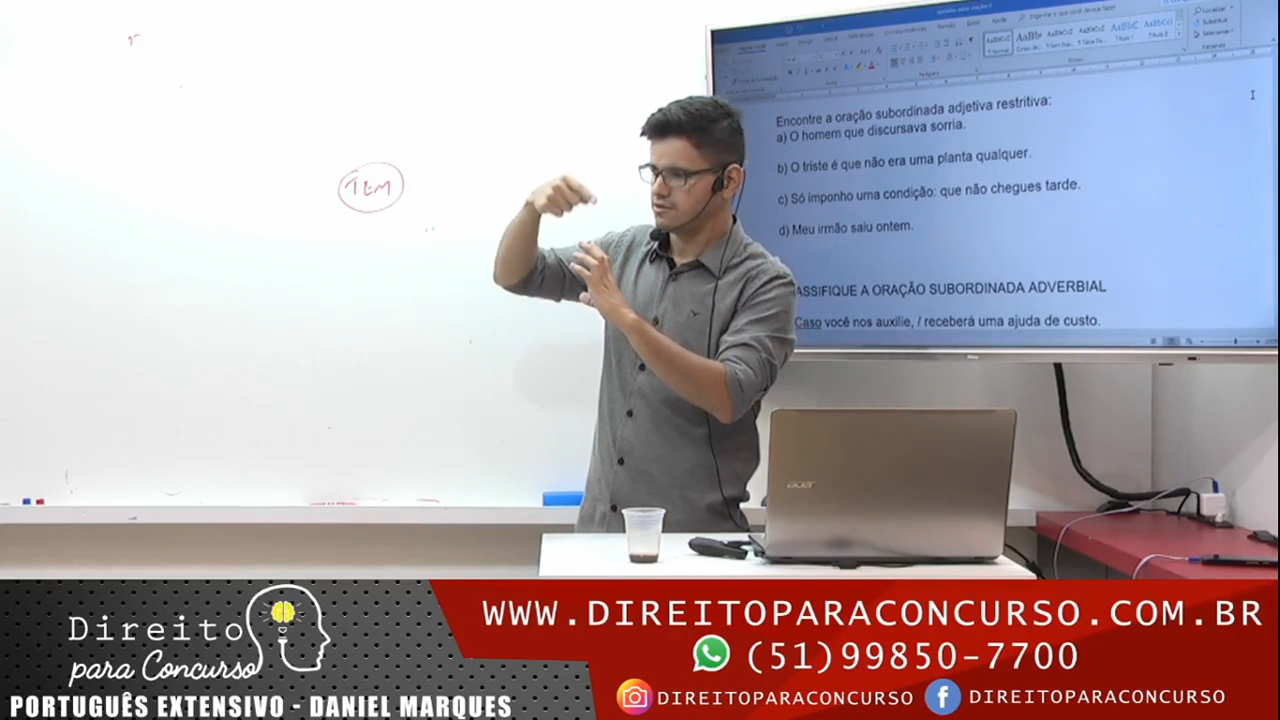 TEM
Encontre a oração subordinada adjetiva restritiva:
a) O homem que discursava sorria.
b) O triste é que não era uma planta qualquer.
c) Só imponho uma condição: que não chegues tarde.
d) Meu irmão saiu ontem.
ASSIFIQUE A ORAÇÃO SUBORDINADA ADVERBIAL
Caso você nos auxilie, / receberá uma ajuda de custo.
acer
Direito
para Concurso
PORTUGUÊS EXTENSIVO - DANIEL MARQUES
WWW.DIREITOPARACONCURSO.COM.BR
(51)99850-7700
DIREITOPARACONCURSO
DIREITOPARACONCURSO